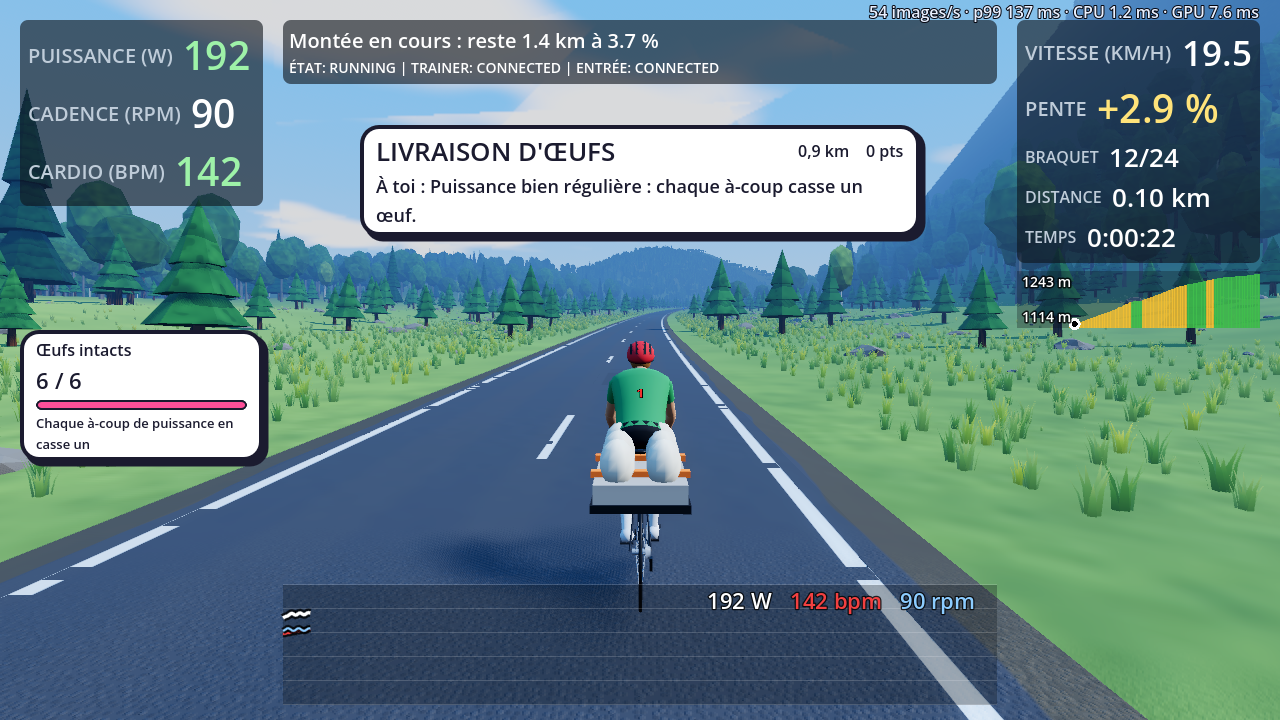 54 images/s · p99 137 ms · CPU 1.2 ms · GPU 7.6 ms
PUISSANCE (W) 192
CADENCE (RPM) 90
CARDIO (BPM) 142
Montée en cours : reste 1.4 km à 3.7 %
ÉTAT: RUNNING | TRAINER: CONNECTED | ENTRÉE: CONNECTED
VITESSE (KM/H) 19.5
PENTE +2.9 %
BRAQUET 12/24
DISTANCE 0.10 km
TEMPS 0:00:22
1243 m
1114 m
LIVRAISON D'ŒUFS 0,9 km 0 pts
À toi : Puissance bien régulière : chaque à-coup casse un
œuf.
Œufs intacts
6 / 6
Chaque à-coup de puissance en
casse un
1
192 W 142 bpm 90 rpm